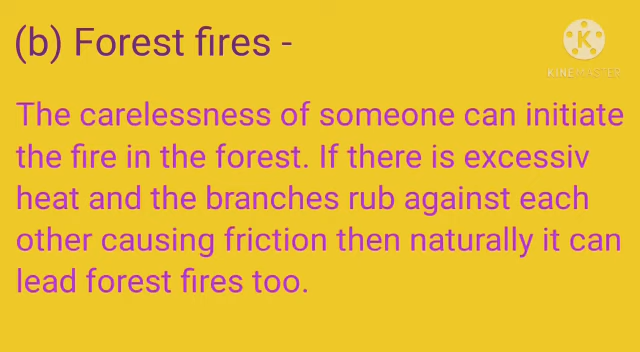 (b) Forest fires -
K
KINEMASTER
The carelessness of someone can initiate
the fire in the forest. If there is excessiv
heat and the branches rub against each
other causing friction then naturally it can
lead forest fires too.